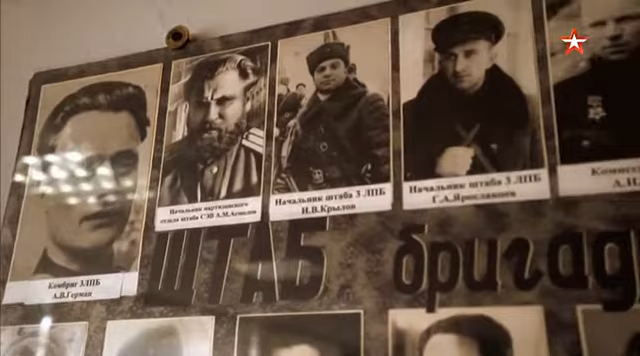 Начальник партизанского
отдела штаба СЗН А.М.Асмолов
Начальник штаба 3 ЛПБ
И.В.Крылов
Начальник штаба 3 ЛПБ
Г.А.Ярославцев
Комбриг 3ЛПБ
А.В.Герман
ШТАБ бригад